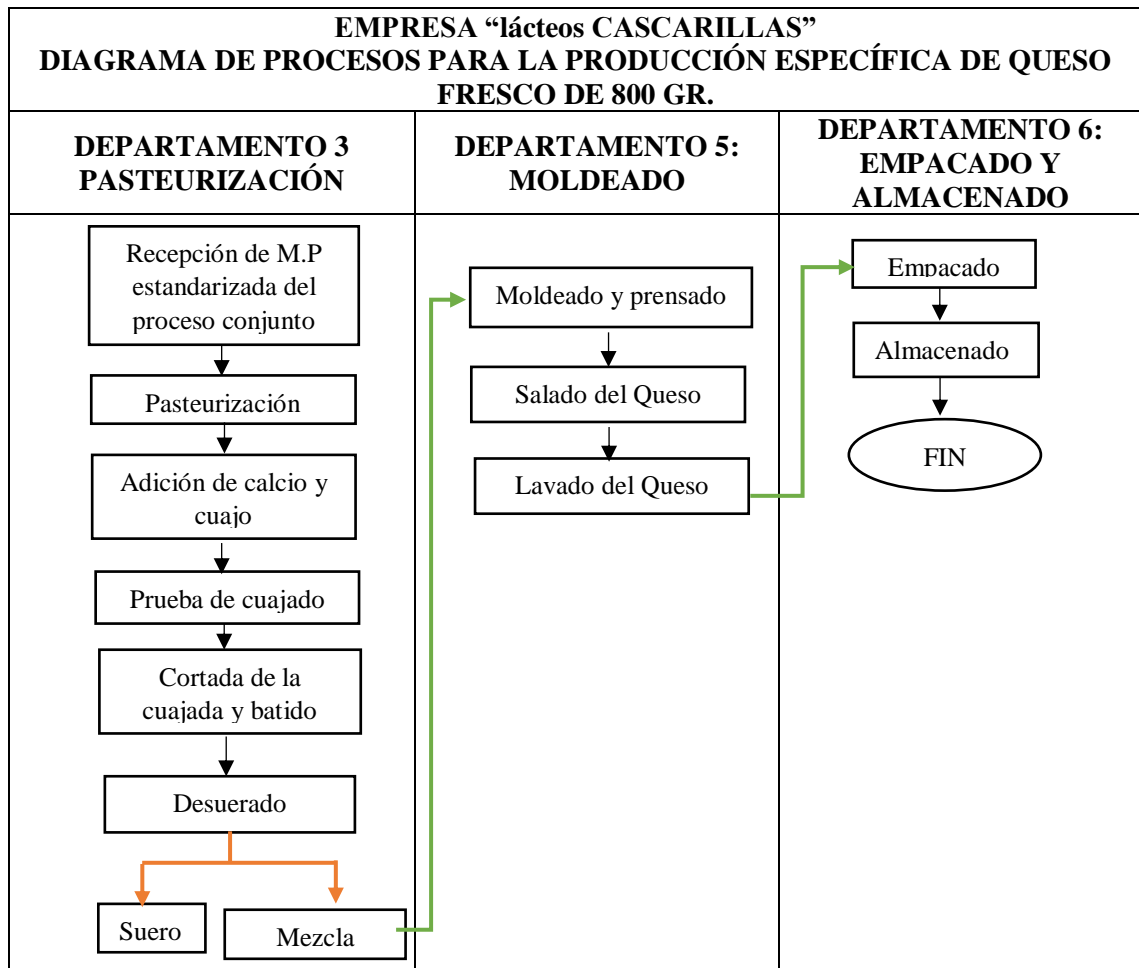 EMPRESA “lácteos CASCARILLAS”
DIAGRAMA DE PROCESOS PARA LA PRODUCCIÓN ESPECÍFICA DE QUESO
FRESCO DE 800 GR.
DEPARTAMENTO 3
PASTEURIZACIÓN
Recepción de M.P
estandarizada del
proceso conjunto
Pasteurización
Adición de calcio y
cuajo
Prueba de cuajado
Cortada de la
cuajada y batido
Desuerado
Suero
Mezcla
DEPARTAMENTO 5:
MOLDEADO
Moldeado y prensado
Salado del Queso
Lavado del Queso
DEPARTAMENTO 6:
EMPACADO Y
ALMACENADO
Empacado
Almacenado
FIN